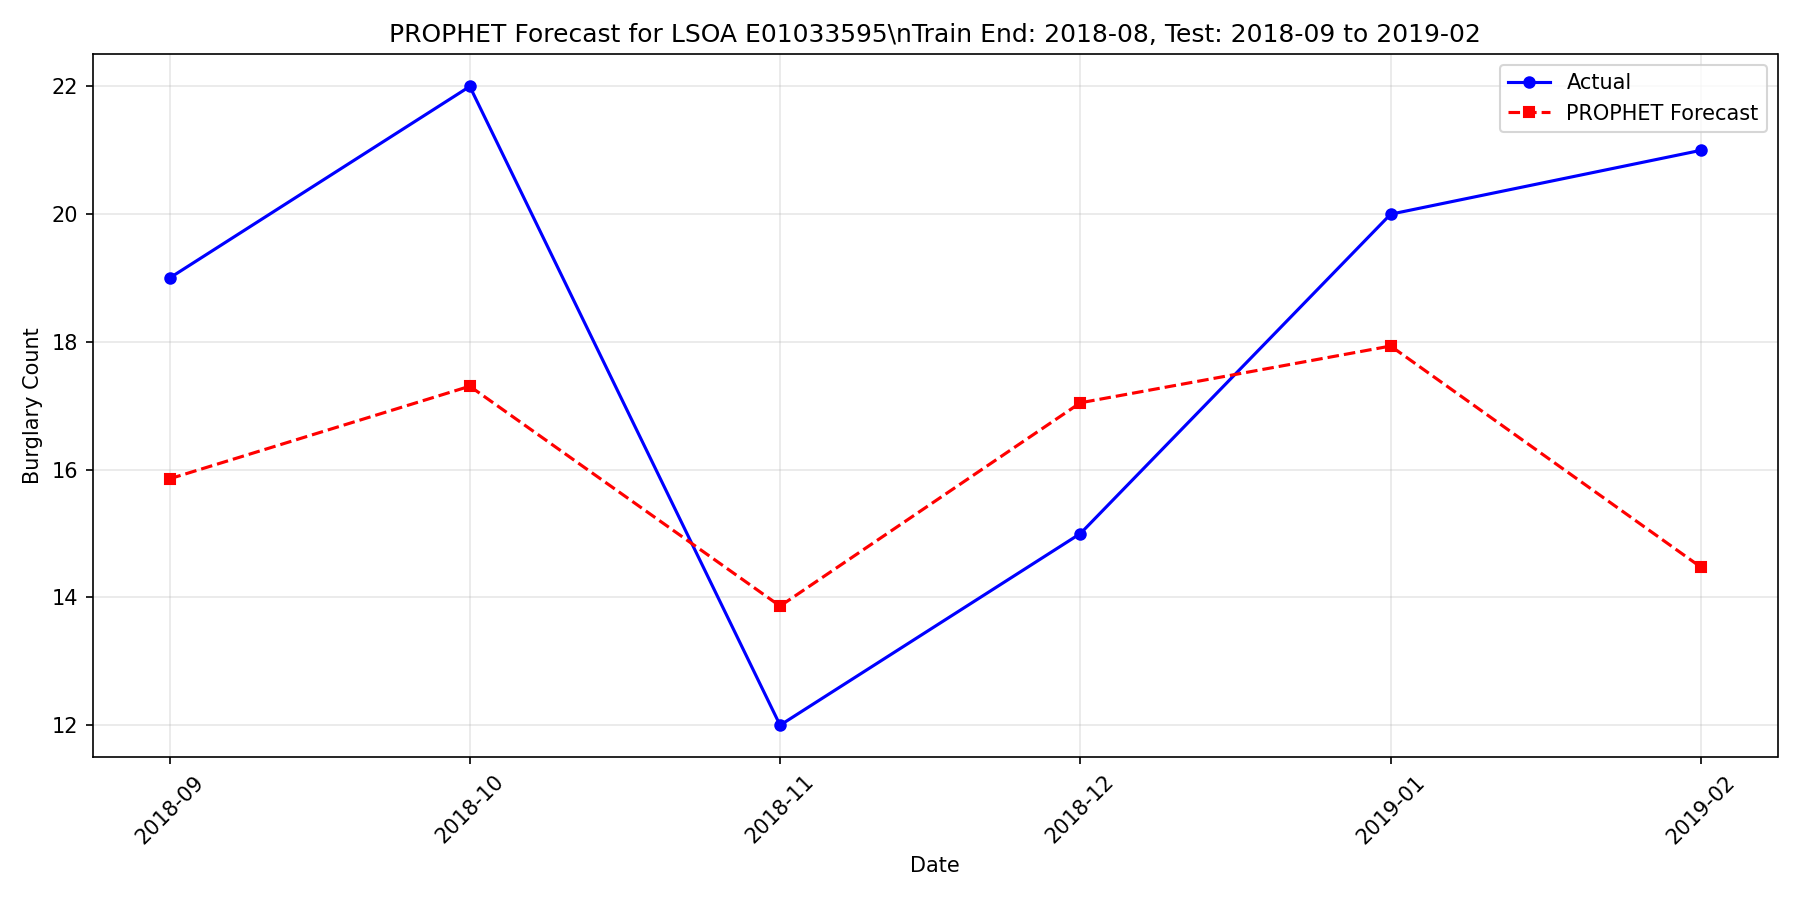 PROPHET Forecast for LSOA E01033595\nTrain End: 2018-08, Test: 2018-09 to 2019-02
Actual
PROPHET Forecast
Burglary Count
22
20
18
16
14
12
2018-09
2018-10
2018-11
2018-12
2019-01
2019-02
Date